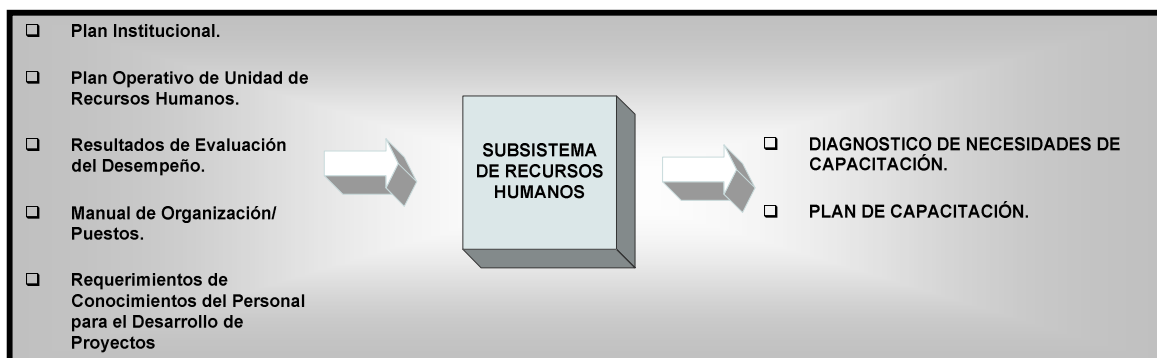 Plan Institucional.
Plan Operativo de Unidad de
Recursos Humanos.
Resultados de Evaluación
del Desempeño.
Manual de Organización/
Puestos.
Requerimientos de
Conocimientos del Personal
para el Desarrollo de
Proyectos
SUBSISTEMA
DE RECURSOS
HUMANOS
DIAGNOSTICO DE NECESIDADES DE
CAPACITACIÓN.
PLAN DE CAPACITACIÓN.